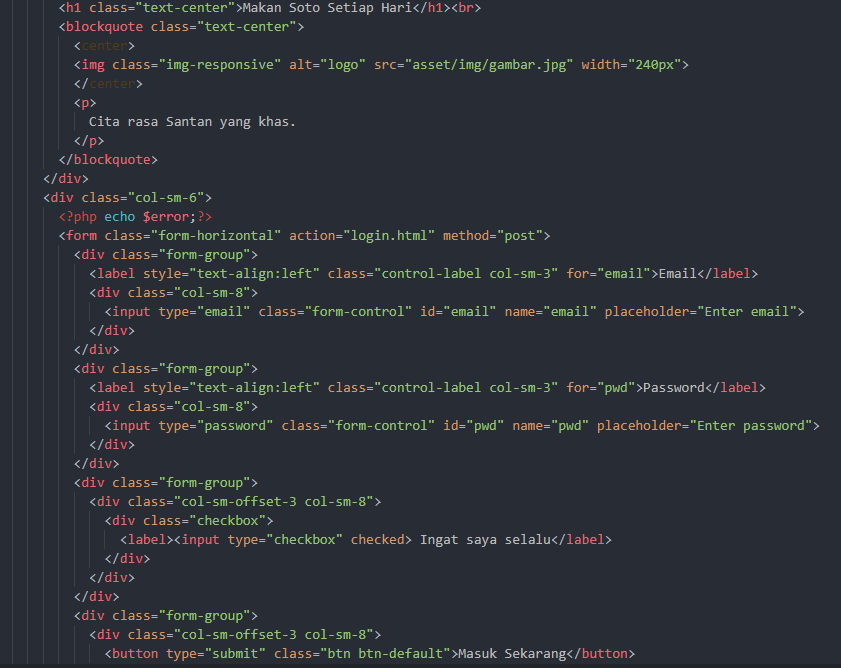 <h1 class="text-center">Makan Soto Setiap Hari</h1><br>
<blockquote class="text-center">
<center>
<img class="img-responsive" alt="logo" src="asset/img/gambar.jpg" width="240px">
</center>
<p>
Cita rasa Santan yang khas.
</p>
</blockquote>
</div>
<div class="col-sm-6">
<?php echo $error;?>
<form class="form-horizontal" action="login.html" method="post">
<div class="form-group">
<label style="text-align:left" class="control-label col-sm-3" for="email">Email</label>
<div class="col-sm-8">
<input type="email" class="form-control" id="email" name="email" placeholder="Enter email">
</div>
</div>
<div class="form-group">
<label style="text-align:left" class="control-label col-sm-3" for="pwd">Password</label>
<div class="col-sm-8">
<input type="password" class="form-control" id="pwd" name="pwd" placeholder="Enter password">
</div>
</div>
<div class="form-group">
<div class="col-sm-offset-3 col-sm-8">
<div class="checkbox">
<label><input type="checkbox" checked> Ingat saya selalu</label>
</div>
</div>
</div>
<div class="form-group">
<div class="col-sm-offset-3 col-sm-8">
<button type="submit" class="btn btn-default">Masuk Sekarang</button>